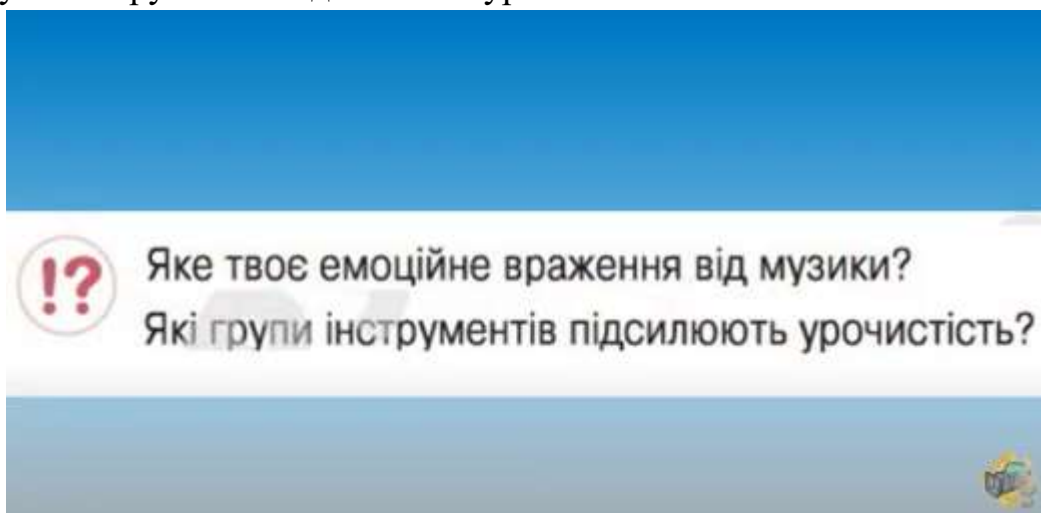 !?
Яке твоє емоційне враження від музики?
Які групи інструментів підсилюють урочистість?